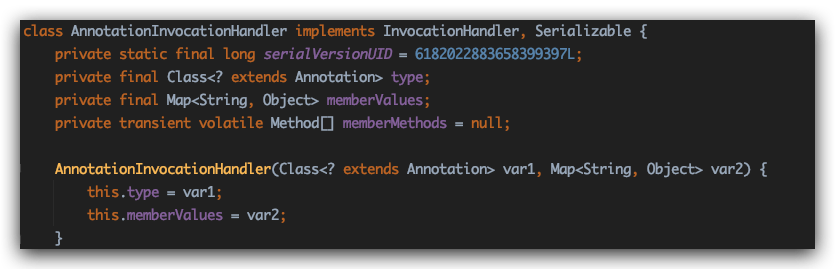 class AnnotationInvocationHandler implements InvocationHandler, Serializable {
    private static final long serialVersionUID = 6182022883658399397L;
    private final Class<? extends Annotation> type;
    private final Map<String, Object> memberValues;
    private transient volatile Method[] memberMethods = null;

    AnnotationInvocationHandler(Class<? extends Annotation> var1, Map<String, Object> var2) {
        this.type = var1;
        this.memberValues = var2;
    }